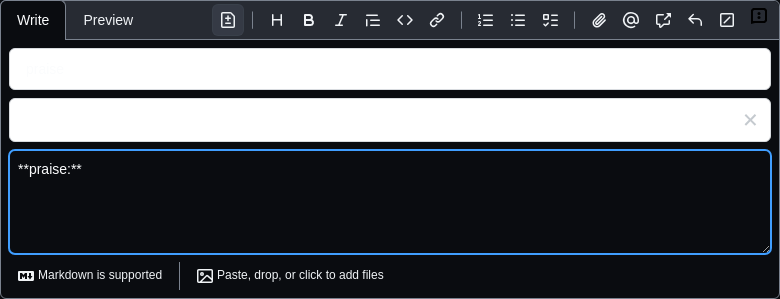 Write Preview
**praise:**
Markdown is supported Paste, drop, or click to add files